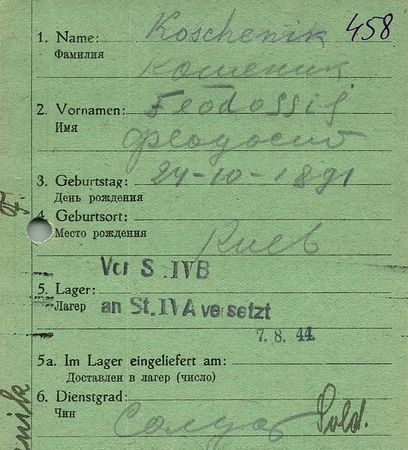 458
1. Name: Koschenik
Фамилия
Кошеник
2. Vornamen: Feodossij
Имя
Феодосий
3. Geburtstag: 24-10-1891
День рождения
4. Geburtsort:
Место рождения
Киев
Vor S .IVB
5. Lager:
Лагер
an St.IVA versetzt
7. 8. 44
5a. Im Lager eingeliefert am:
Доставлен в лагер (число)
6. Dienstgrad:
Чин
Солдат Sold.
nik